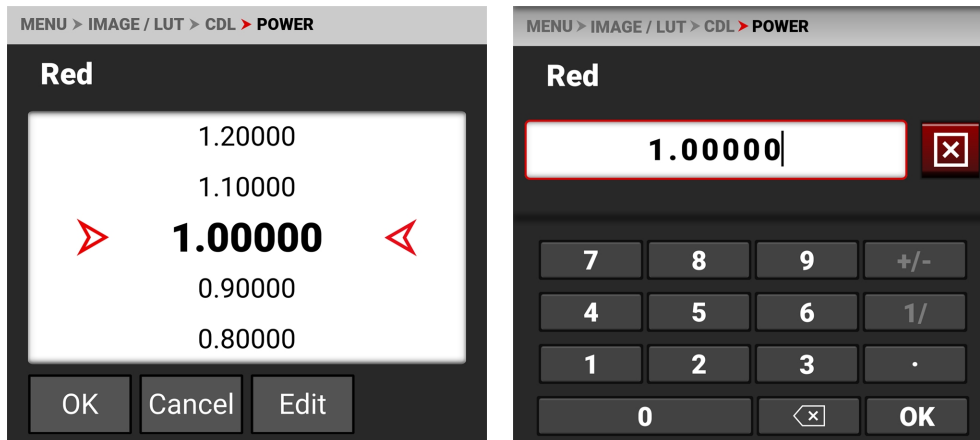 MENU > IMAGE / LUT > CDL > POWER
Red
1.20000
1.10000
1.00000
0.90000
0.80000
OK Cancel Edit
MENU > IMAGE / LUT > CDL > POWER
Red
1.00000
7 8 9 +/-
4 5 6 1/
1 2 3 .
0 OK